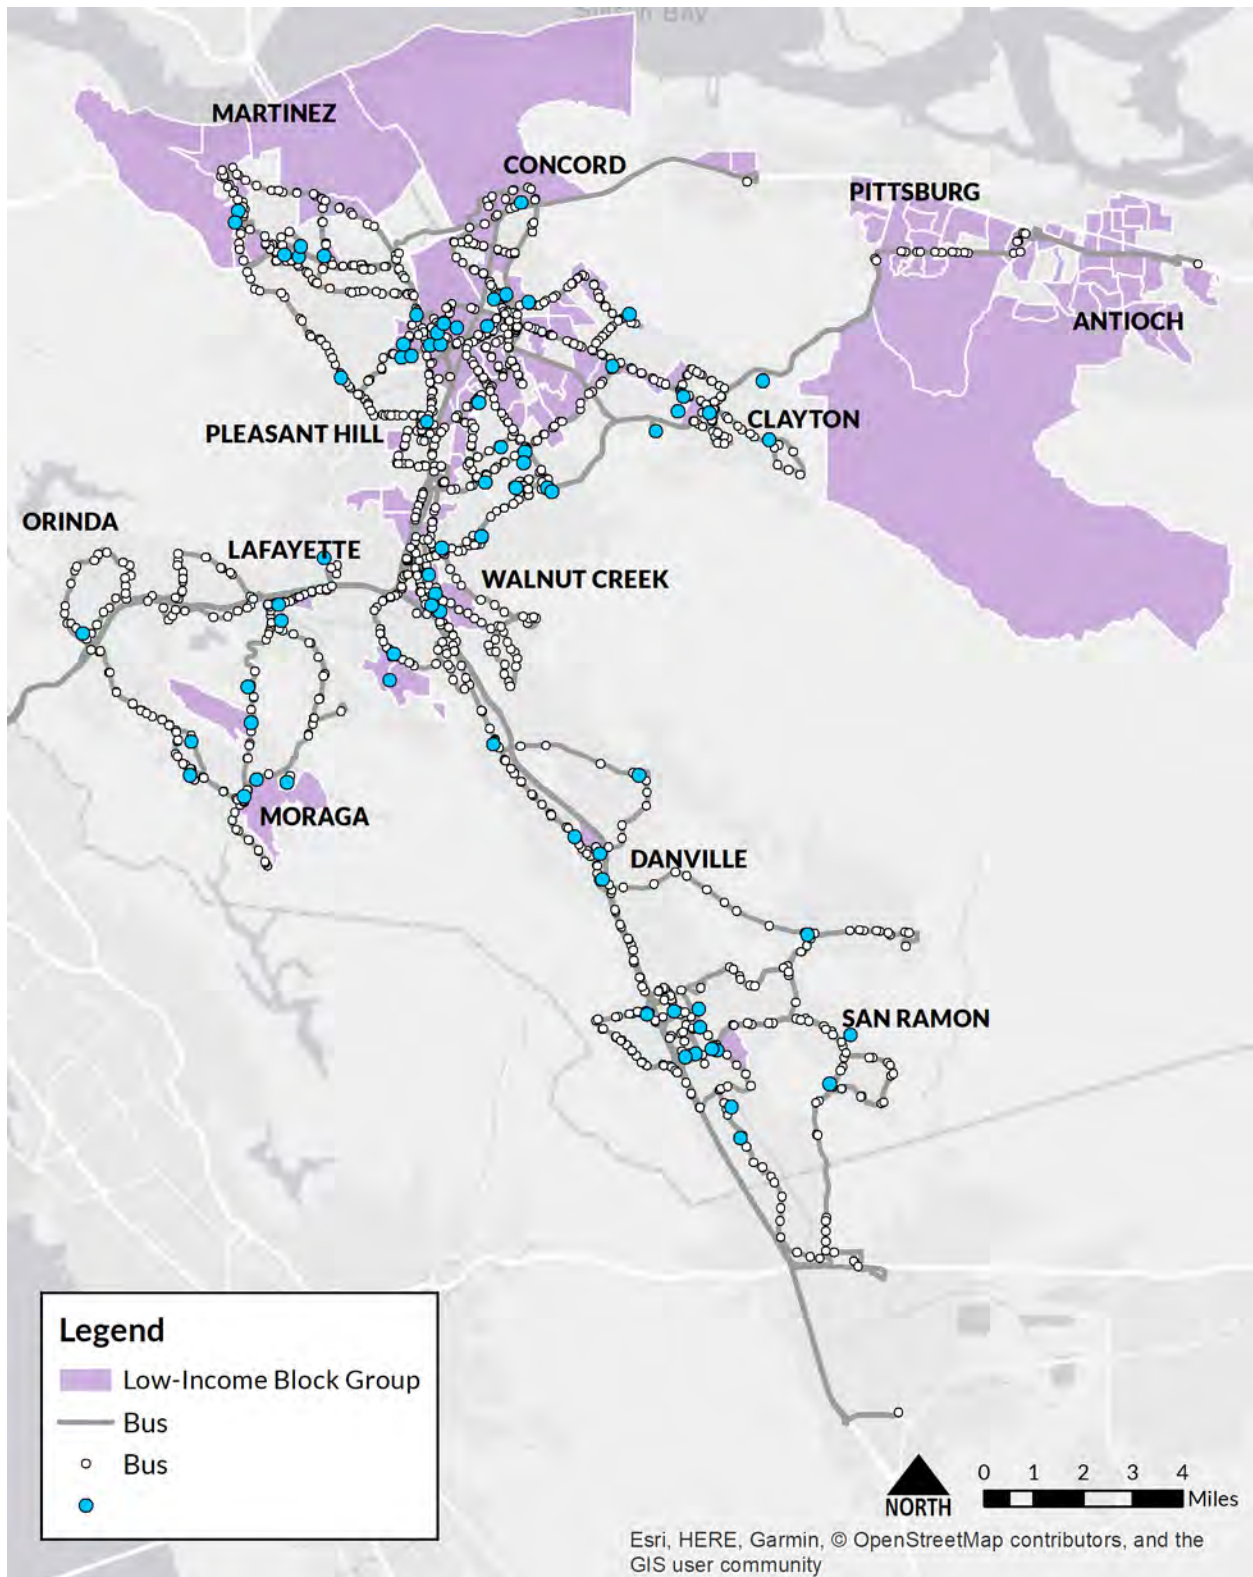 MARTINEZ
CONCORD
PITTSBURG
ANTIOCH
PLEASANT HILL
CLAYTON
ORINDA
LAFAYETTE
WALNUT CREEK
MORAGA
DANVILLE
SAN RAMON
Legend
Low-Income Block Group
Bus
Bus
0 1 2 3 4
Miles
NORTH
Esri, HERE, Garmin, © OpenStreetMap contributors, and the
GIS user community